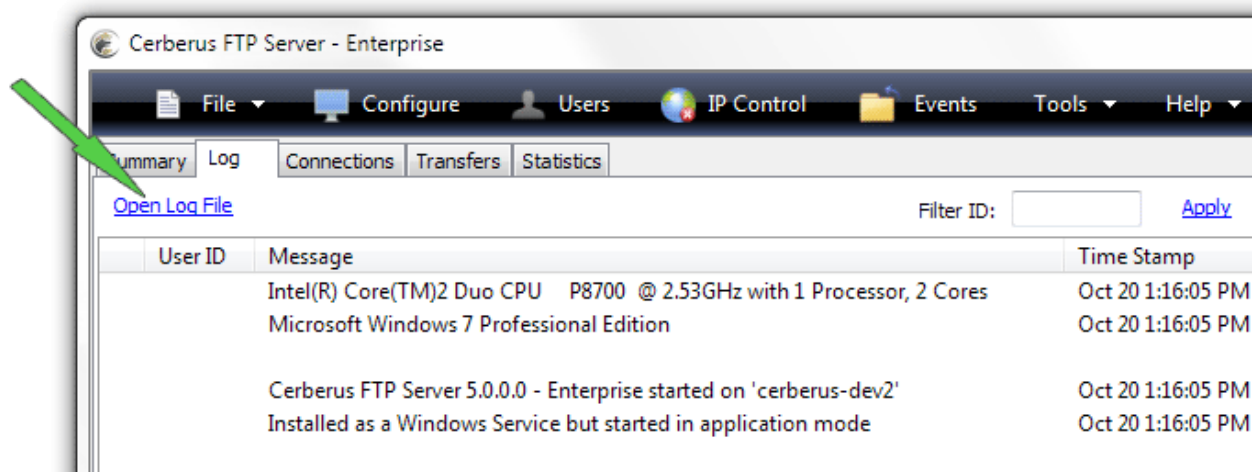 Cerberus FTP Server - Enterprise
File Configure Users IP Control Events Tools Help
Summary Log Connections Transfers Statistics
Open Log File Filter ID: Apply
User ID Message Time Stamp
Intel(R) Core(TM)2 Duo CPU P8700 @ 2.53GHz with 1 Processor, 2 Cores Oct 20 1:16:05 PM
Microsoft Windows 7 Professional Edition Oct 20 1:16:05 PM
Cerberus FTP Server 5.0.0.0 - Enterprise started on 'cerberus-dev2' Oct 20 1:16:05 PM
Installed as a Windows Service but started in application mode Oct 20 1:16:05 PM